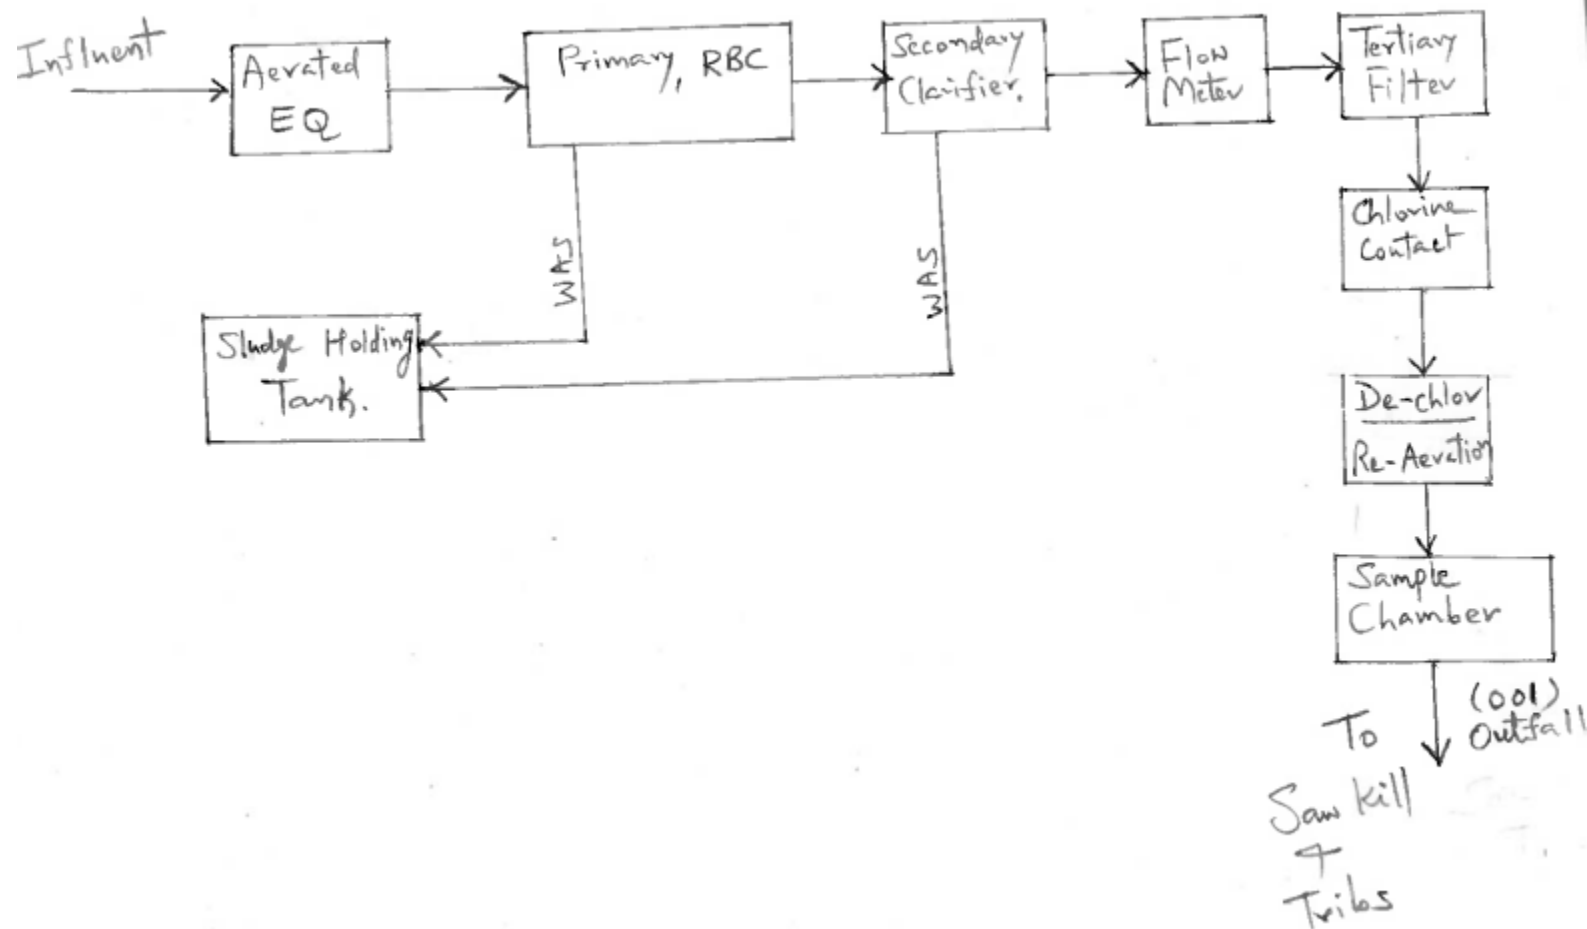 Influent
Aerated
EQ
Primary, RBC
Secondary
Clarifier.
Flow
Meter
Tertiary
Filter
Chlorine
Contact
De-chlor
Re-Aeration
Sample
Chamber
(001)
Outfall
To
Saw Kill
&
Tribs
WAS
WAS
Sludge Holding
Tank.